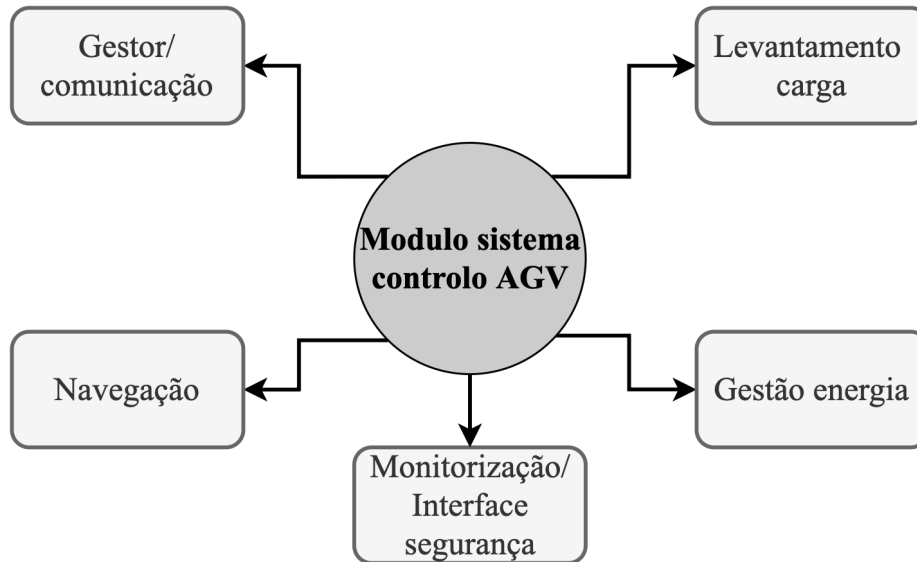 Gestor/
comunicação
Levantamento
carga
Modulo sistema
controlo AGV
Navegação
Gestão energia
Monitorização/
Interface
segurança